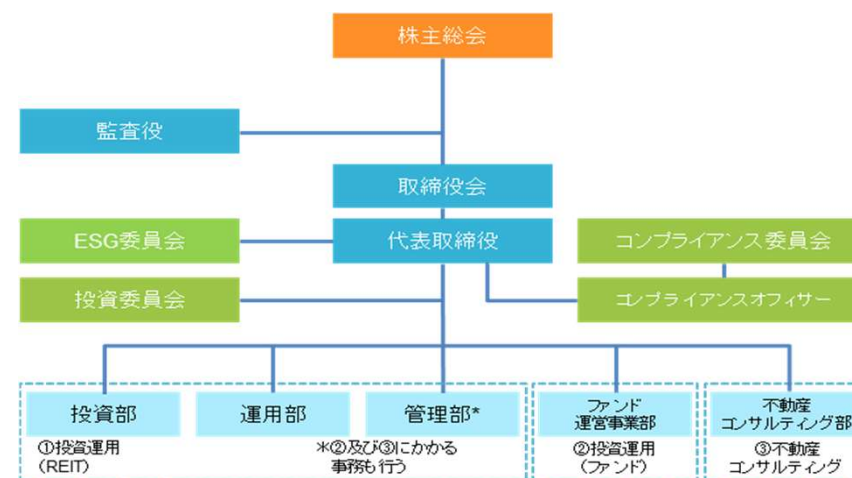 株主総会
監査役
取締役会
ESG委員会
代表取締役
コンプライアンス委員会
投資委員会
コンプライアンスオフィサー
投資部
運用部
管理部*
ファンド
運営事業部
不動産
コンサルティング部
①投資運用
(REIT)
※②及び③にかかる
事務も行う
②投資運用
(ファンド)
③不動産
コンサルティング